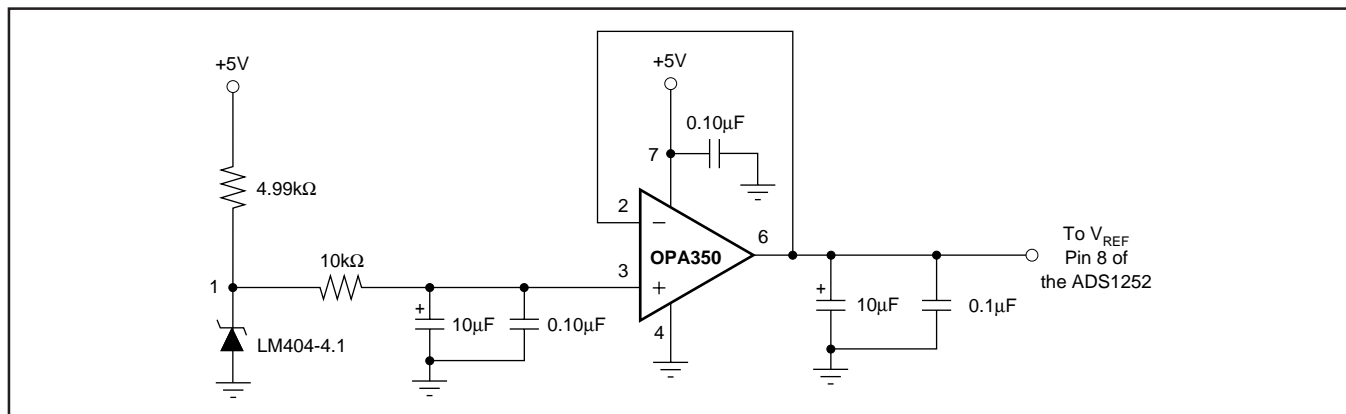 +5V
4.99kΩ
1
10kΩ
LM404-4.1
+
10µF
0.10µF
+5V
0.10µF
7
2
−
OPA350
3
+
4
6
+
10µF
0.1µF
To VREF
Pin 8 of
the ADS1252